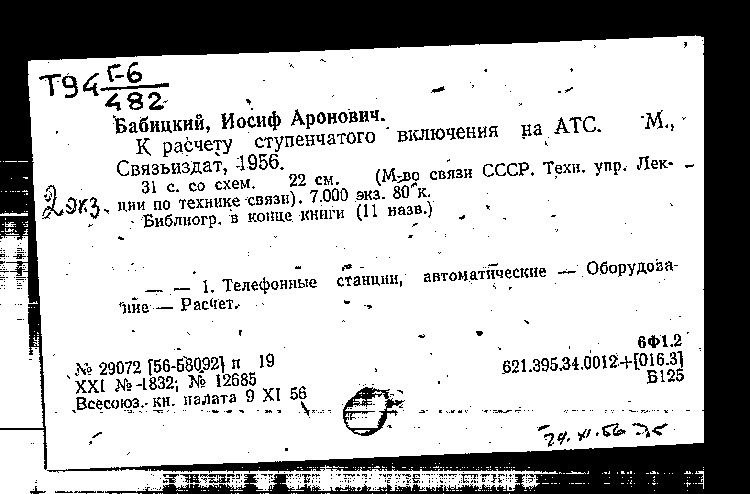 Т94 Г-6
482
Бабицкий, Иосиф Аронович.
К расчету ступенчатого включения на АТС. М.,
Связьиздат, 1956.
31 с. со схем. 22 см. (М-во связи СССР. Техн. упр. Лек-
2 экз. ции по технике связи). 7.000 экз. 80 к.
Библиогр. в конце книги (11 назв.)
— — 1. Телефонные станции, автоматические — Оборудова-
ние — Расчет.
6Ф1.2
№ 29072 [56-58092] п 19
621.395.34.0012+[016.3]
XXI № -1832; № 12685
Б125
Всесоюз. кн. палата 9 XI 56
24.XI.56